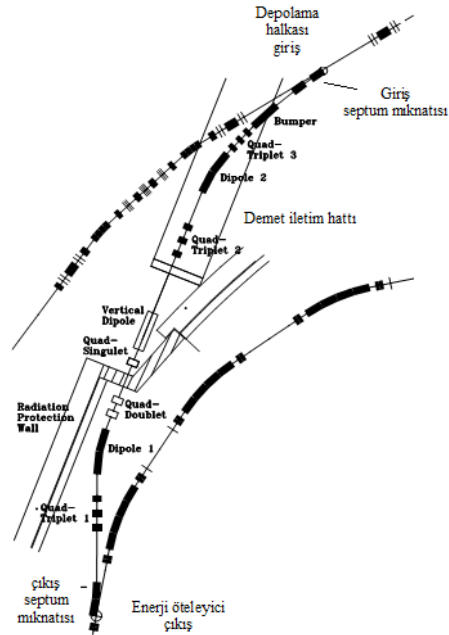 Depolama
halkası
giriş
Giriş
septum mıknatısı
Bumper
Quad-
Triplet 3
Dipole 2
Demet iletim hattı
Quad-
Triplet 2
Vertical
Dipole
Quad-
Singulet
Radiation
Protection
Wall
Quad-
Doublet
Dipole 1
Quad-
Triplet 1
çıkış
septum
mıknatısı
Enerji öteleyici
çıkış